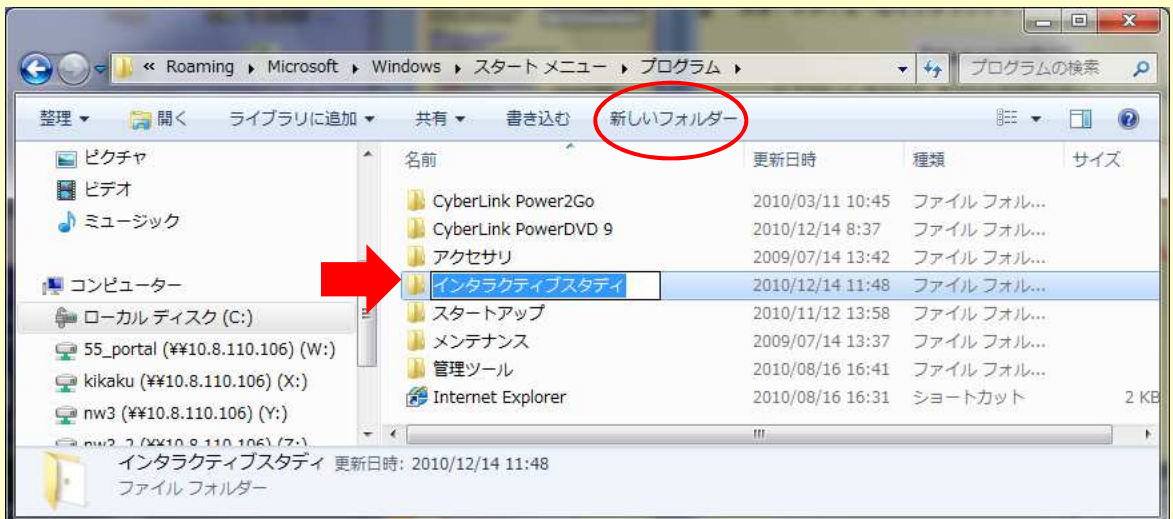 « Roaming ▸ Microsoft ▸ Windows ▸ スタート メニュー ▸ プログラム ▸
プログラムの検索
整理 ▼ 開く ライブラリに追加 ▼ 共有 ▼ 書き込む 新しいフォルダー
ピクチャ
ビデオ
ミュージック
コンピューター
ローカル ディスク (C:)
55_portal (¥¥10.8.110.106) (W:)
kikaku (¥¥10.8.110.106) (X:)
nw3 (¥¥10.8.110.106) (Y:)
nw3_2 (¥¥10.8.110.106) (Z:)
名前 更新日時 種類 サイズ
CyberLink Power2Go 2010/03/11 10:45 ファイル フォル...
CyberLink PowerDVD 9 2010/12/14 8:37 ファイル フォル...
アクセサリ 2009/07/14 13:42 ファイル フォル...
インタラクティブスタディ 2010/12/14 11:48 ファイル フォル...
スタートアップ 2010/11/12 13:58 ファイル フォル...
メンテナンス 2009/07/14 13:37 ファイル フォル...
管理ツール 2010/08/16 16:41 ファイル フォル...
Internet Explorer 2010/08/16 16:31 ショートカット 2 KB
インタラクティブスタディ 更新日時: 2010/12/14 11:48
ファイル フォルダー